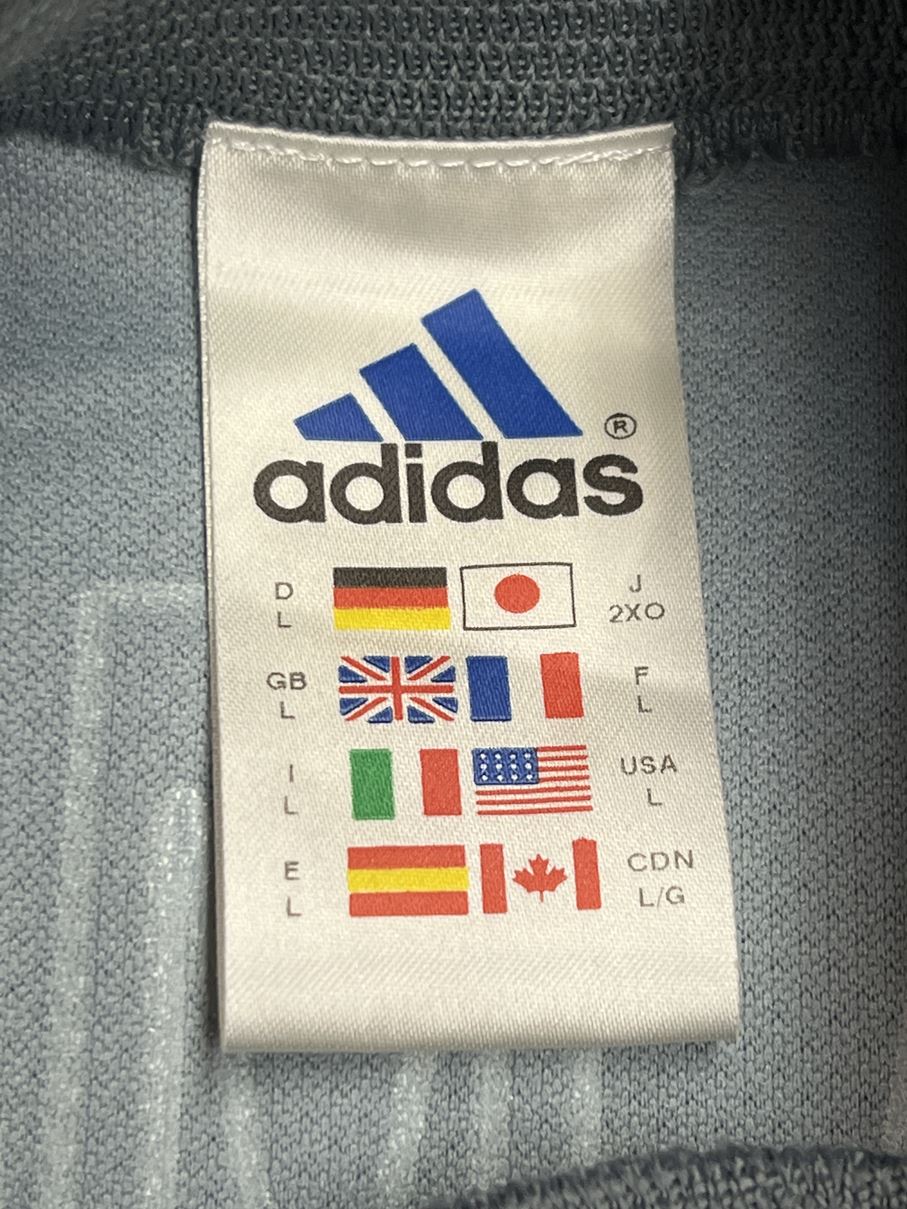 ®
adidas
D J
L 2XO
GB F
L L
I USA
L L
E CDN
L L/G